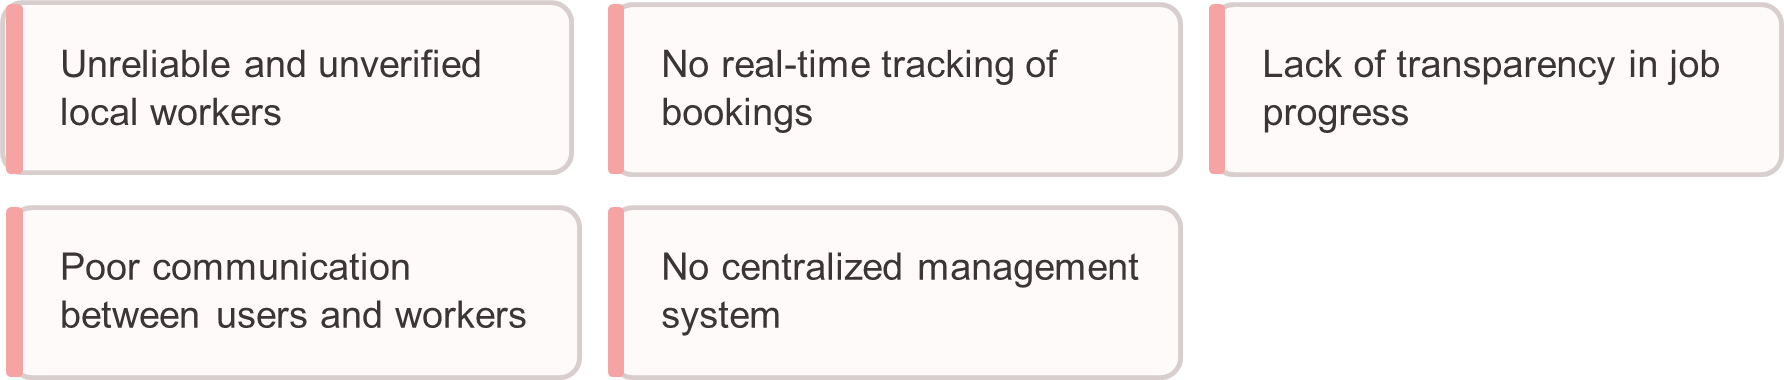 Unreliable and unverified
local workers
No real-time tracking of
bookings
Lack of transparency in job
progress
Poor communication
between users and workers
No centralized management
system